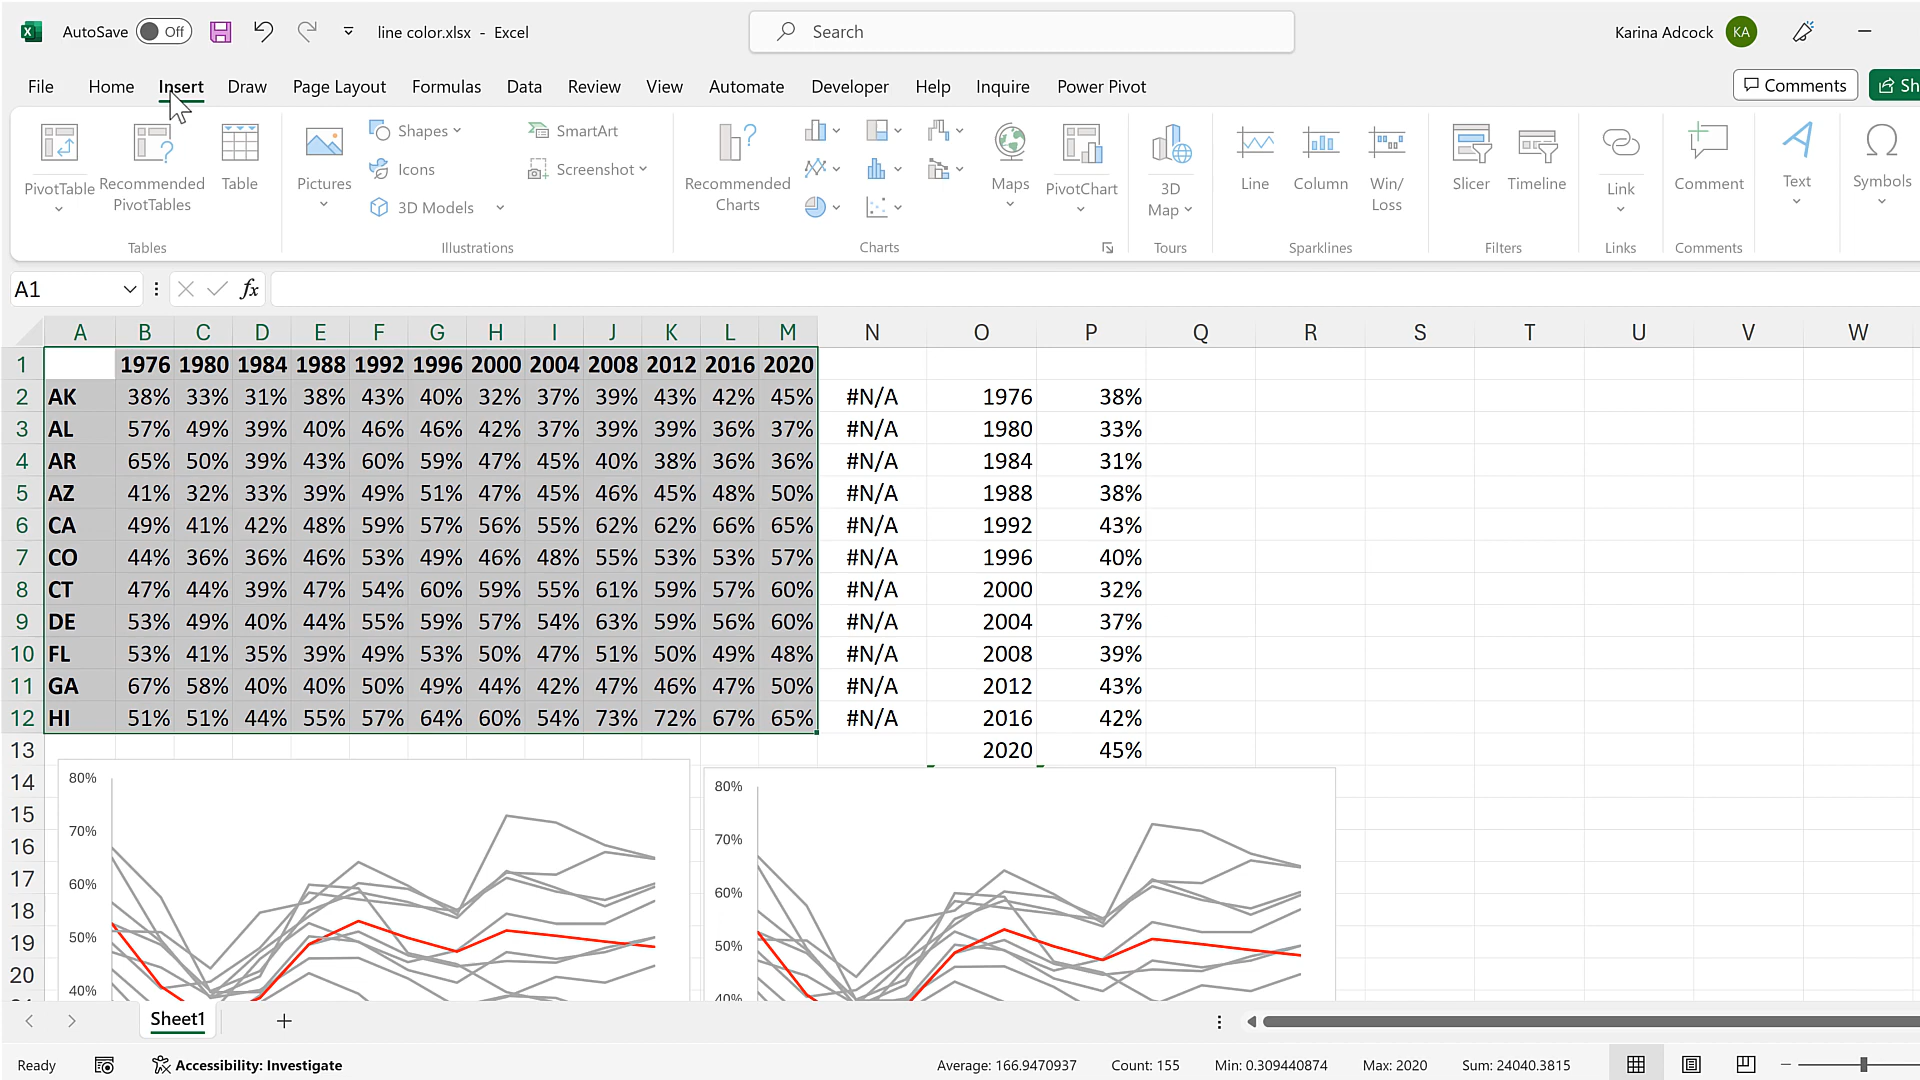 AutoSave Off line color.xlsx - Excel Search Karina Adcock KA
File Home Insert Draw Page Layout Formulas Data Review View Automate Developer Help Inquire Power Pivot Comments Sh
PivotTable Recommended PivotTables Table
Tables
Pictures Shapes Icons 3D Models SmartArt Screenshot
Illustrations
Recommended Charts Maps PivotChart
Charts
3D Map
Tours
Line Column Win/ Loss
Sparklines
Slicer Timeline
Filters
Link
Links
Comment
Comments
Text
Symbols
A1 fx
A B C D E F G H I J K L M N O P Q R S T U V W
1 1976 1980 1984 1988 1992 1996 2000 2004 2008 2012 2016 2020
2 AK 38% 33% 31% 38% 43% 40% 32% 37% 39% 43% 42% 45% #N/A 1976 38%
3 AL 57% 49% 39% 40% 46% 46% 42% 37% 39% 39% 36% 37% #N/A 1980 33%
4 AR 65% 50% 39% 43% 60% 59% 47% 45% 40% 38% 36% 36% #N/A 1984 31%
5 AZ 41% 32% 33% 39% 49% 51% 47% 45% 46% 45% 48% 50% #N/A 1988 38%
6 CA 49% 41% 42% 48% 59% 57% 56% 55% 62% 62% 66% 65% #N/A 1992 43%
7 CO 44% 36% 36% 46% 53% 49% 46% 48% 55% 53% 53% 57% #N/A 1996 40%
8 CT 47% 44% 39% 47% 54% 60% 59% 55% 61% 59% 57% 60% #N/A 2000 32%
9 DE 53% 49% 40% 44% 55% 59% 57% 54% 63% 59% 56% 60% #N/A 2004 37%
10 FL 53% 41% 35% 39% 49% 53% 50% 47% 51% 50% 49% 48% #N/A 2008 39%
11 GA 67% 58% 40% 40% 50% 49% 44% 42% 47% 46% 47% 50% #N/A 2012 43%
12 HI 51% 51% 44% 55% 57% 64% 60% 54% 73% 72% 67% 65% #N/A 2016 42%
13 2020 45%
14
15
16
17
18
19
20
80%
70%
60%
50%
40%
80%
70%
60%
50%
40%
Sheet1
Ready Accessibility: Investigate Average: 166.9470937 Count: 155 Min: 0.309440874 Max: 2020 Sum: 24040.3815